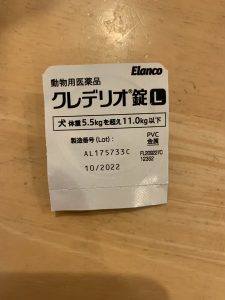 Elanco
動物用医薬品
クレデリオ錠 L
犬 体重5.5kgを超え11.0kg以下
製造番号(Lot):
PVC
金属
AL175733C
10/2022
12362